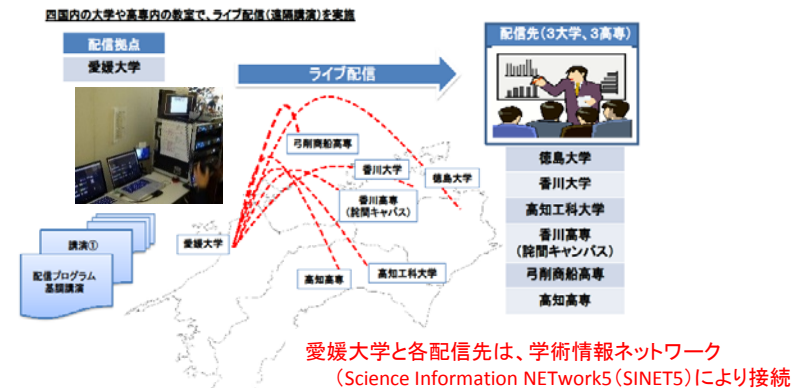 四国内の大学や高専内の教室で、ライブ配信(遠隔講演)を実施
配信拠点
愛媛大学
ライブ配信
配信先(3大学、3高専)
弓削商船高専
香川大学
徳島大学
香川高専
(詫間キャパス)
愛媛大学
高知高専
高知工科大学
講演①
配信プログラム
基調講演
徳島大学
香川大学
高知工科大学
香川高専
(詫間キャンパス)
弓削商船高専
高知高専
愛媛大学と各配信先は、学術情報ネットワーク
(Science Information NETwork5(SINET5)により接続